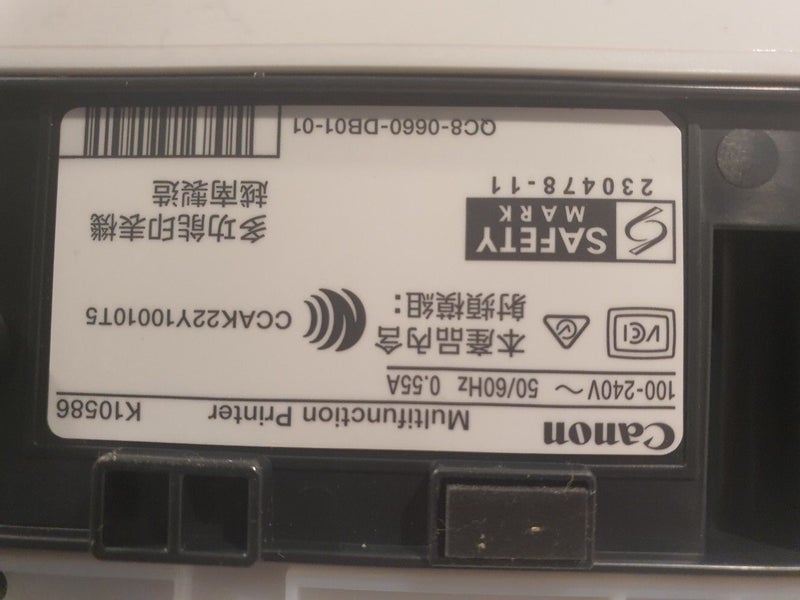 Canon Multifunction Printer K10586
100-240V～ 50/60Hz 0.55A
VCCI 本產品內含
射頻模組：
CCAK22Y10010T5
SAFETY
MARK
230478-11
多功能印表機
越南製造
QC8-0660-DB01-01